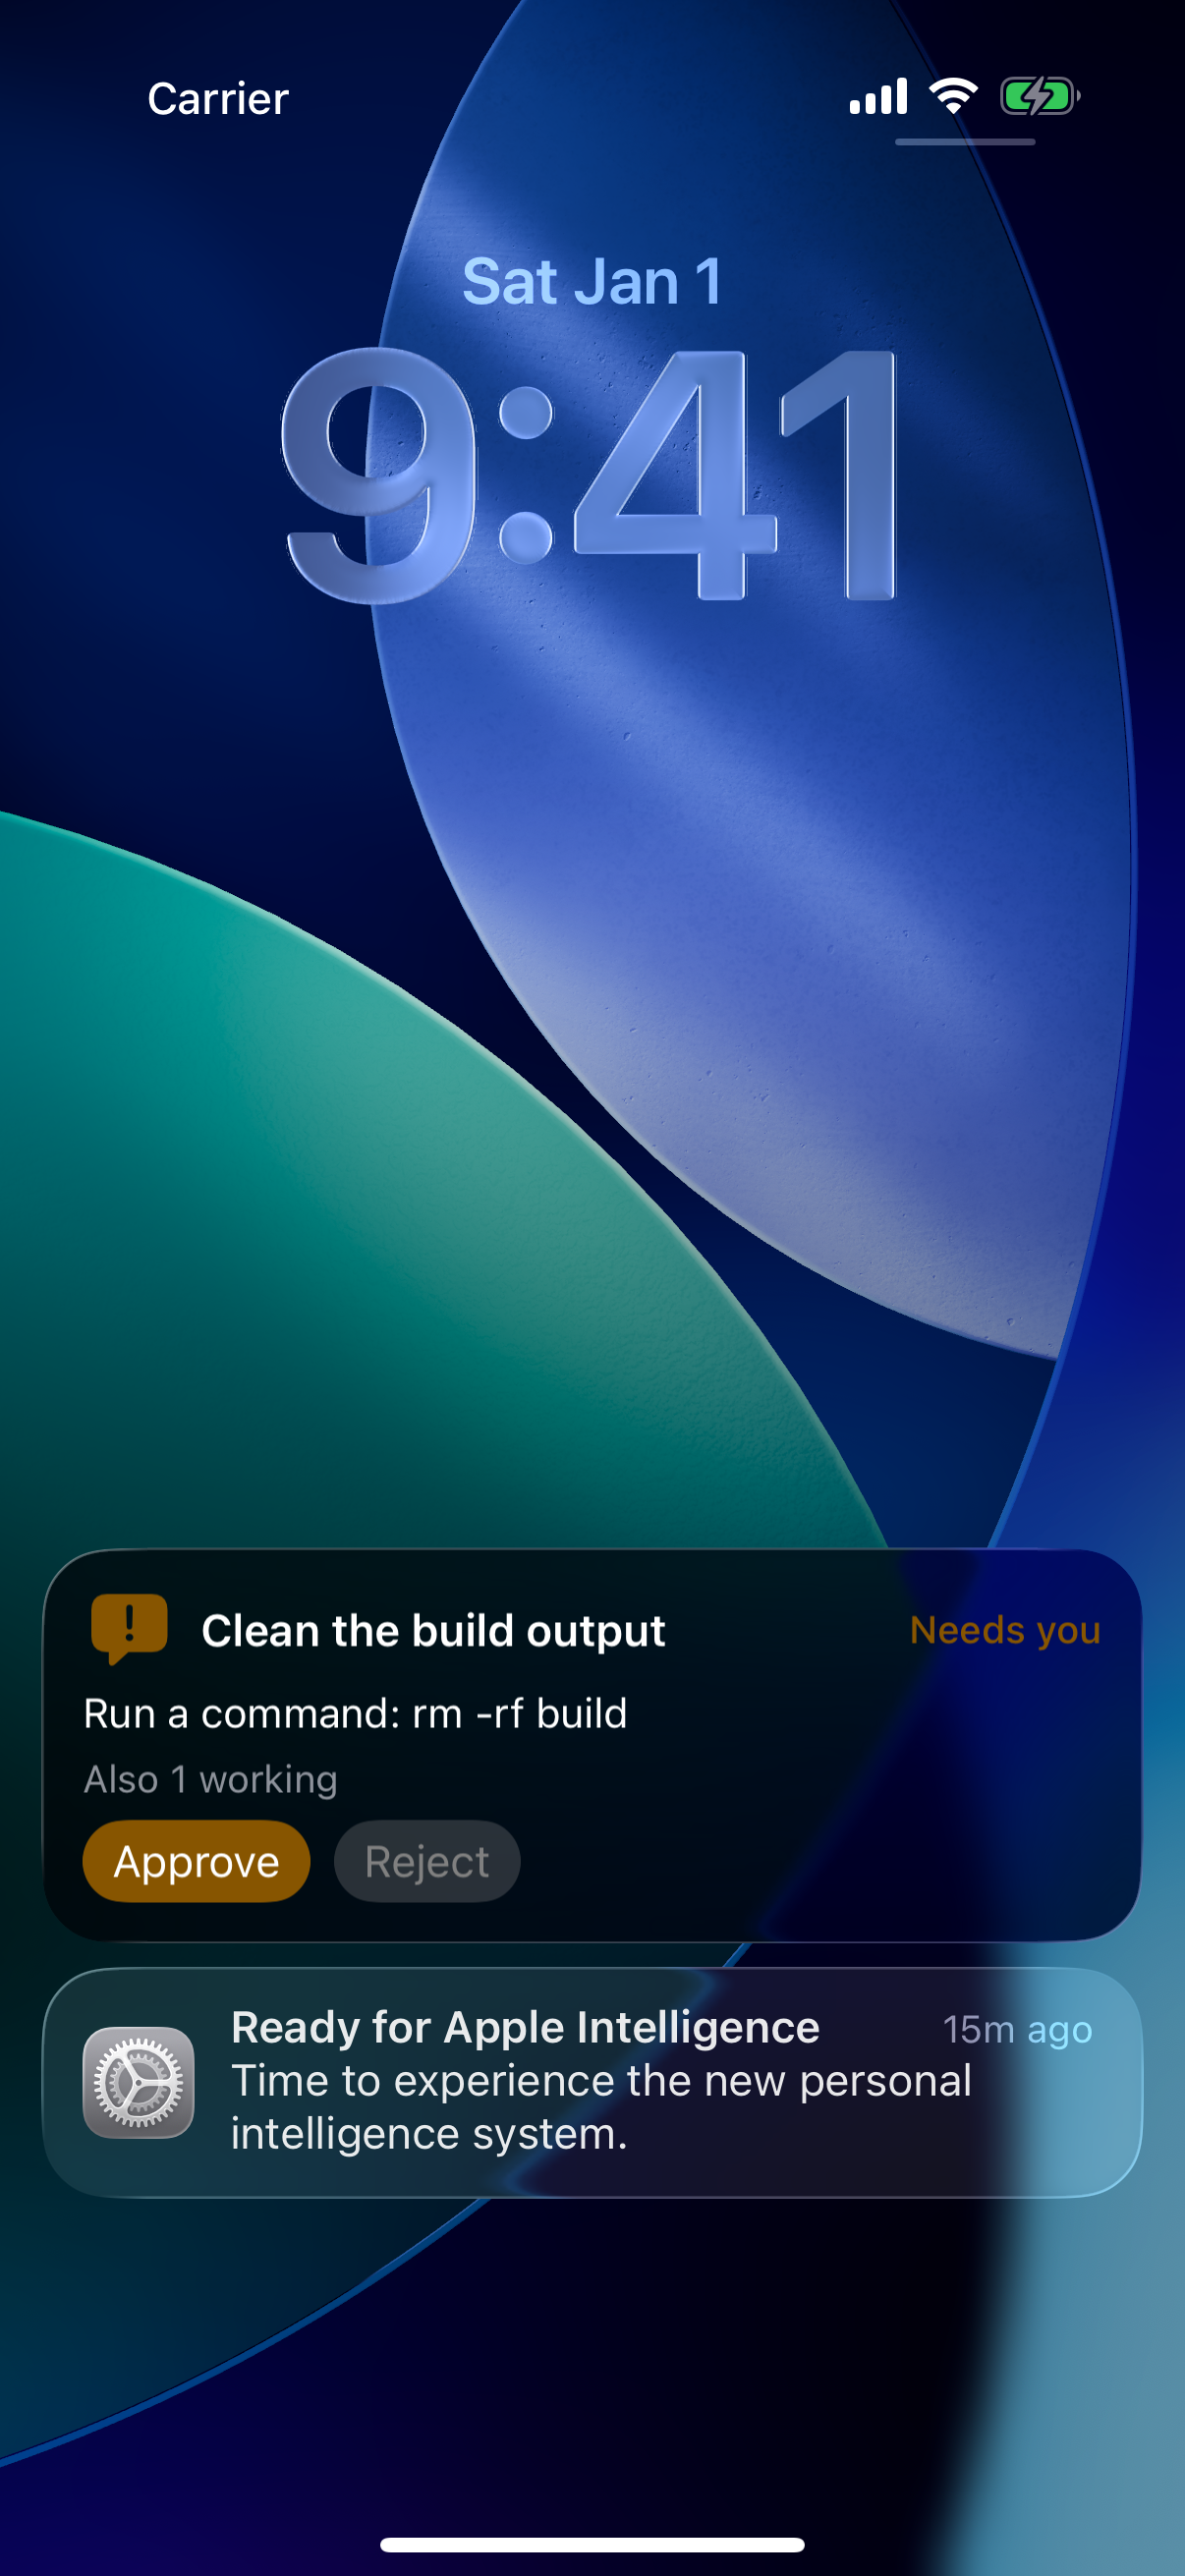 Carrier
Sat Jan 1
9:41
Clean the build output
Needs you
Run a command: rm -rf build
Also 1 working
Approve
Reject
Ready for Apple Intelligence
15m ago
Time to experience the new personal
intelligence system.